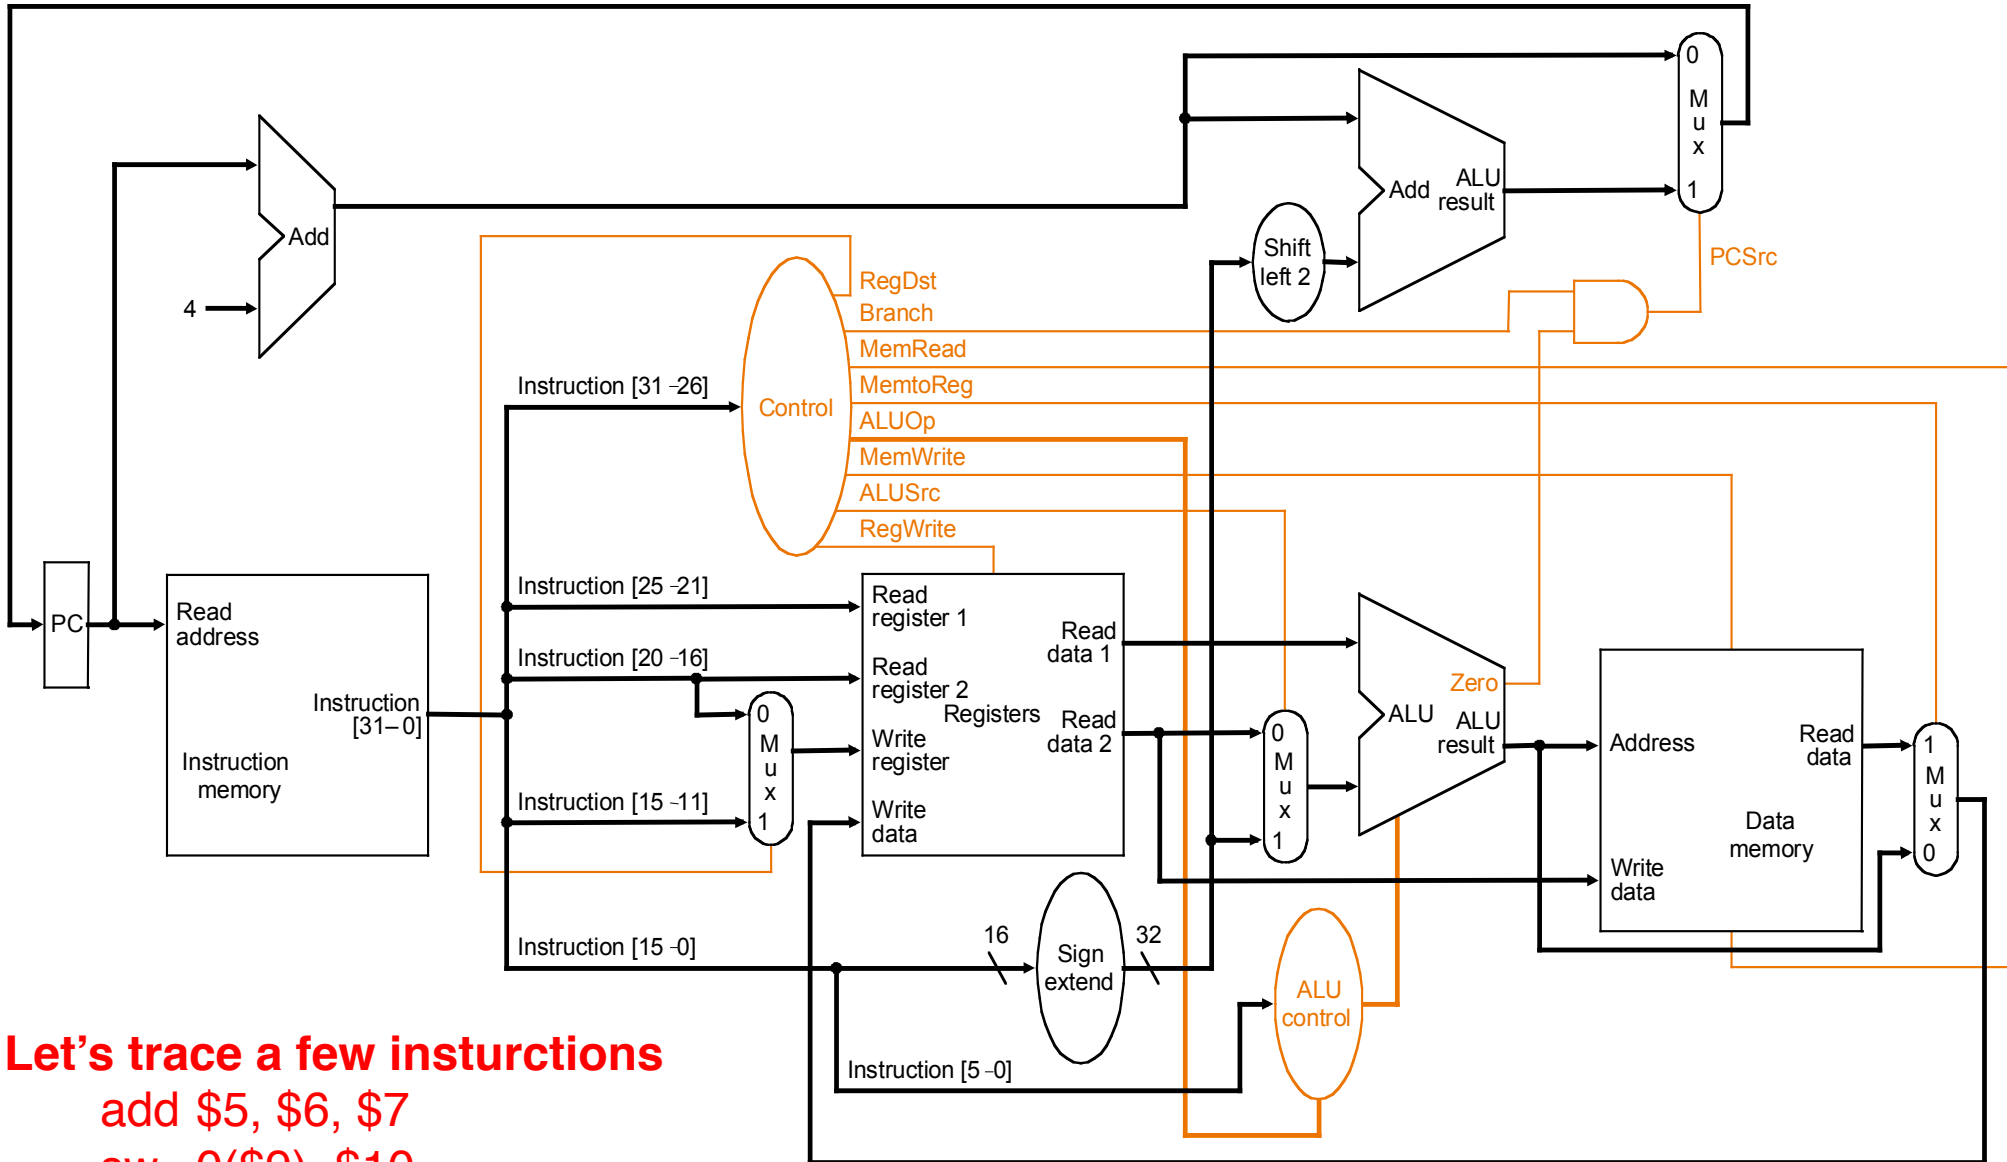 0
M
u
x
1
Add
ALU
result
Shift
left 2
PCSrc
Add
4
RegDst
Branch
MemRead
MemtoReg
ALUOp
MemWrite
ALUSrc
RegWrite
Control
Instruction [31–26]
Instruction [25–21]
Instruction [20–16]
Instruction [15–11]
Instruction [15–0]
Instruction [5–0]
PC
Read
address
Instruction
[31–0]
Instruction
memory
0
M
u
x
1
Read
register 1
Read
register 2
Write
register
Write
data
Registers
Read
data 1
Read
data 2
0
M
u
x
1
Zero
ALU
ALU
result
Address
Write
data
Read
data
Data
memory
1
M
u
x
0
16
Sign
extend
32
ALU
control
Let’s trace a few insturctions
add $5, $6, $7